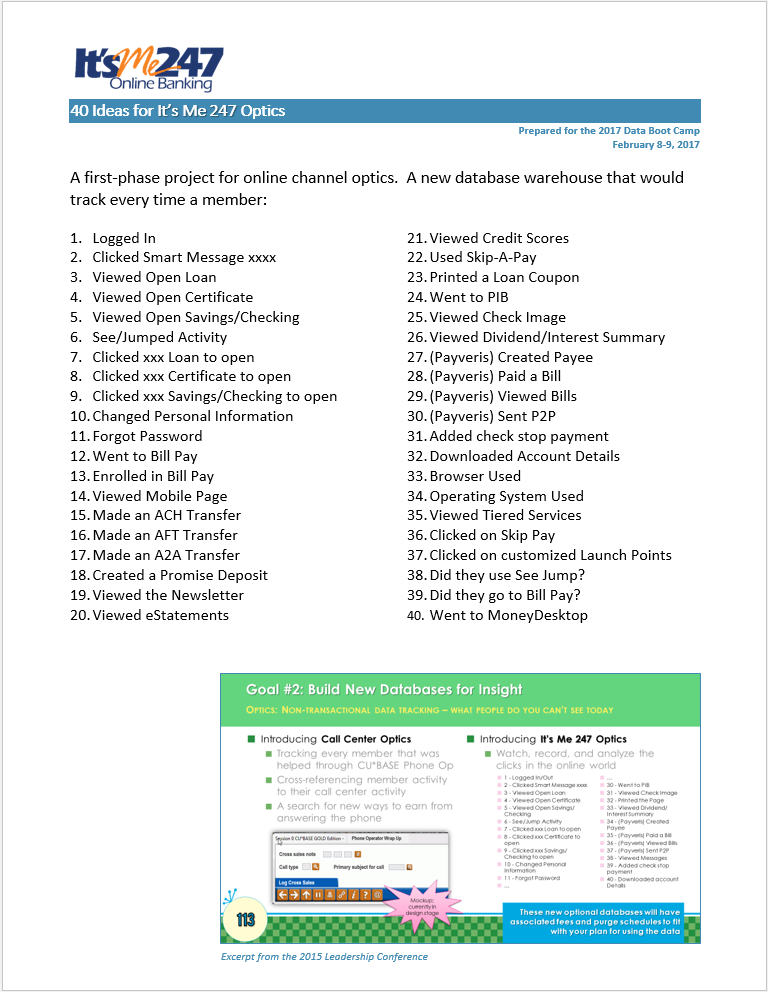 It'sMe247
Online Banking
40 Ideas for It's Me 247 Optics
Prepared for the 2017 Data Boot Camp
February 8-9, 2017
A first-phase project for online channel optics.  A new database warehouse that would
track every time a member:
1. Logged In
2. Clicked Smart Message xxxx
3. Viewed Open Loan
4. Viewed Open Certificate
5. Viewed Open Savings/Checking
6. See/Jumped Activity
7. Clicked xxx Loan to open
8. Clicked xxx Certificate to open
9. Clicked xxx Savings/Checking to open
10. Changed Personal Information
11. Forgot Password
12. Went to Bill Pay
13. Enrolled in Bill Pay
14. Viewed Mobile Page
15. Made an ACH Transfer
16. Made an AFT Transfer
17. Made an A2A Transfer
18. Created a Promise Deposit
19. Viewed the Newsletter
20. Viewed eStatements
21. Viewed Credit Scores
22. Used Skip-A-Pay
23. Printed a Loan Coupon
24. Went to PIB
25. Viewed Check Image
26. Viewed Dividend/Interest Summary
27. (Payveris) Created Payee
28. (Payveris) Paid a Bill
29. (Payveris) Viewed Bills
30. (Payveris) Sent P2P
31. Added check stop payment
32. Downloaded Account Details
33. Browser Used
34. Operating System Used
35. Viewed Tiered Services
36. Clicked on Skip Pay
37. Clicked on customized Launch Points
38. Did they use See Jump?
39. Did they go to Bill Pay?
40. Went to MoneyDesktop
Goal #2: Build New Databases for Insight
Optics: Non-transactional data tracking – what people do you can't see today
Introducing Call Center Optics
Tracking every member that was
helped through CU*BASE Phone Op
Cross-referencing member activity
to their call center activity
A search for new ways to earn from
answering the phone
Session 0 CU*BASE GOLD Edition - Phone Operator Wrap Up
Cross sales note
Call type
Primary subject for call
Log Cross Sales
Mockup:
currently in
design stage
113
Introducing It's Me 247 Optics
Watch, record, and analyze the
clicks in the online world
1 - Logged In/Out
2 - Clicked Smart Message xxxx
3 - Viewed Open Loan
4 - Viewed Open Certificate
5 - Viewed Open Savings/
Checking
6 - See/Jump Activity
7 - Clicked xxx Loan to open
8 - Clicked xxx Certificate to
open
9 - Clicked xxx Savings/
Checking to open
10 - Changed Personal
Information
11 - Forgot Password
...
...
30 - Went to PIB
31 - Viewed Check Image
32 - Printed the Page
33 - Viewed Dividend/
Interest Summary
34 - (Payveris) Created
Payee
35 - (Payveris) Paid a Bill
36 - (Payveris) Viewed Bills
37 - (Payveris) Sent P2P
38 - Viewed Messages
39 - Added check stop
payment
40 - Downloaded account
Details
These new optional databases will have
associated fees and purge schedules to fit
with your plan for using the data
Excerpt from the 2015 Leadership Conference